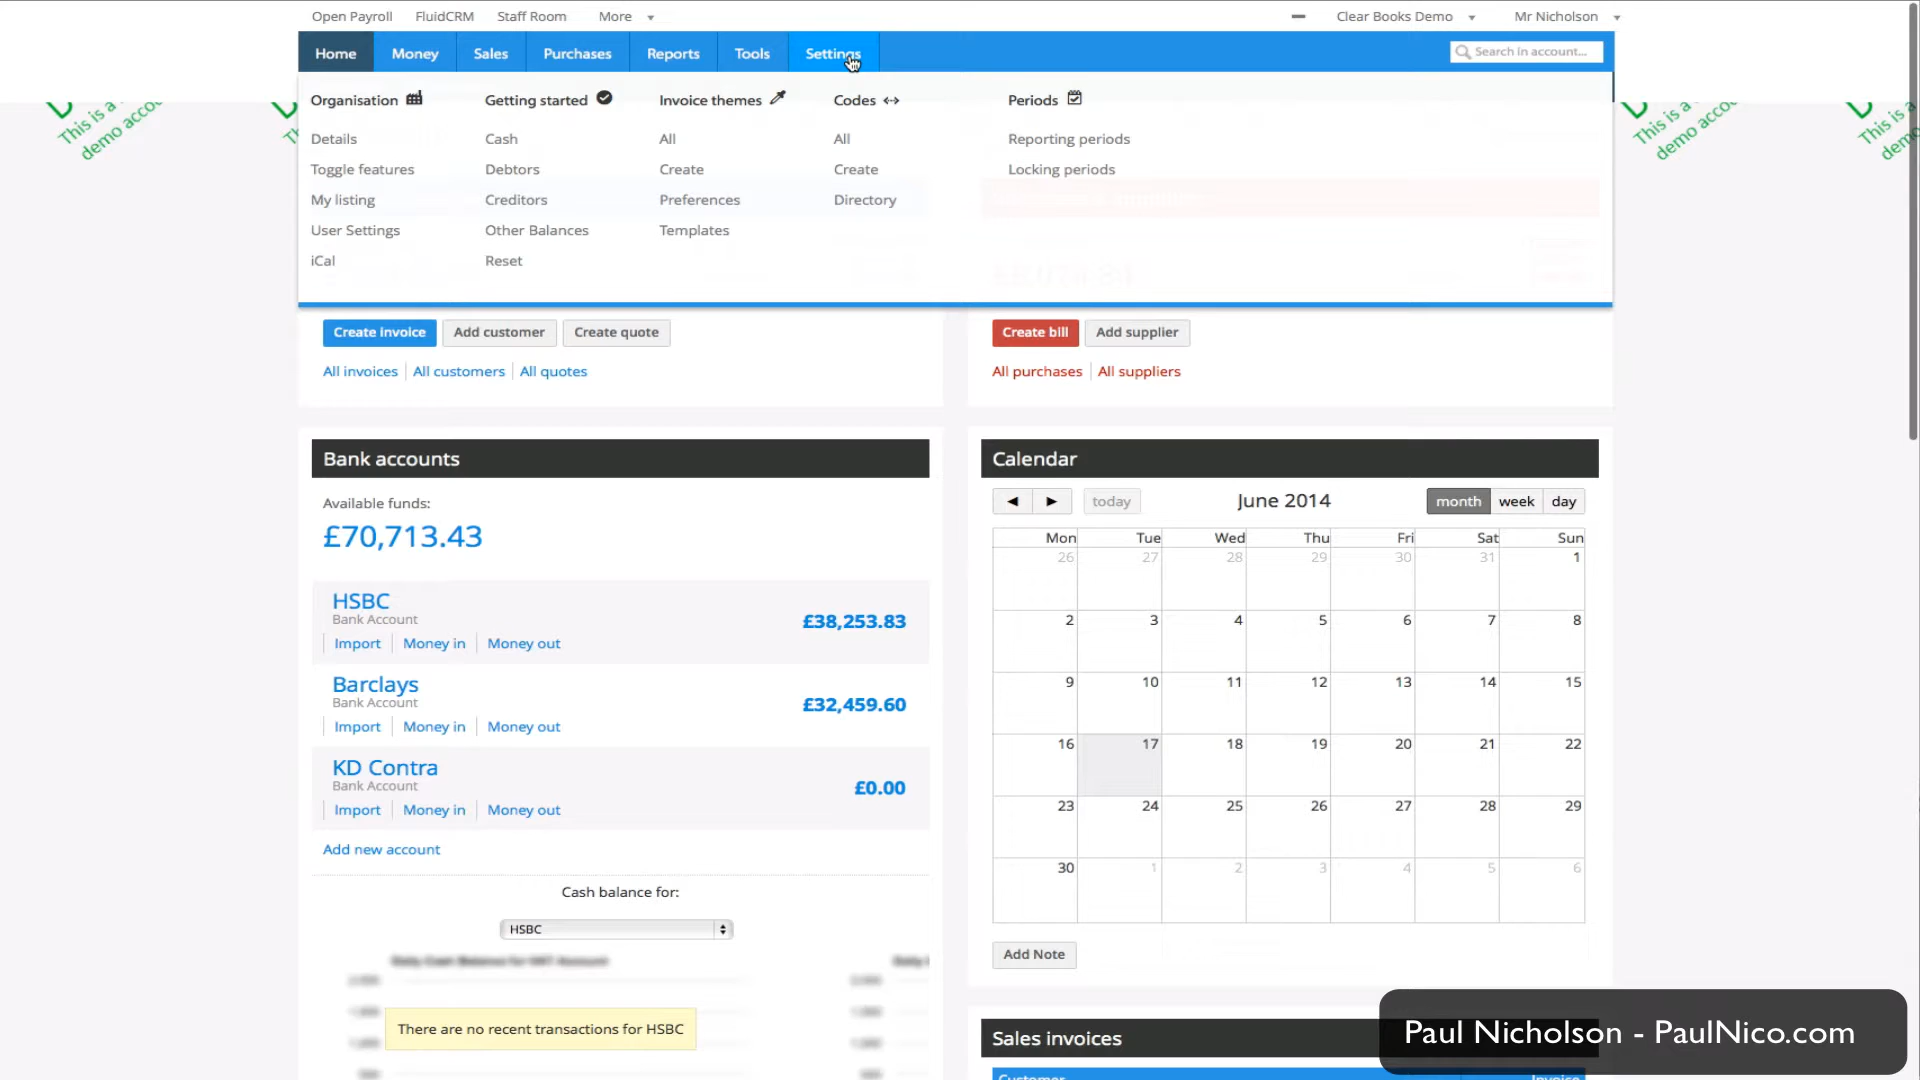 Open Payroll FluidCRM Staff Room More Clear Books Demo Mr Nicholson
Home Money Sales Purchases Reports Tools Settings Search in account...
Organisation Getting started Invoice themes Codes Periods
Details Cash All All Reporting periods
Toggle features Debtors Create Create Locking periods
My listing Creditors Preferences Directory
User Settings Other Balances Templates
iCal Reset
This is a demo account
This is a
This is a demo account
This is a demo
Create invoice Add customer Create quote
All invoices All customers All quotes
Create bill Add supplier
All purchases All suppliers
Bank accounts
Available funds:
£70,713.43
HSBC
Bank Account
£38,253.83
Import Money in Money out
Barclays
Bank Account
£32,459.60
Import Money in Money out
KD Contra
Bank Account
£0.00
Import Money in Money out
Add new account
Cash balance for:
HSBC
There are no recent transactions for HSBC
Calendar
today June 2014 month week day
Mon Tue Wed Thu Fri Sat Sun
26 27 28 29 30 31 1
2 3 4 5 6 7 8
9 10 11 12 13 14 15
16 17 18 19 20 21 22
23 24 25 26 27 28 29
30 1 2 3 4 5 6
Add Note
Sales invoices
Customer Invoice
Paul Nicholson - PaulNico.com